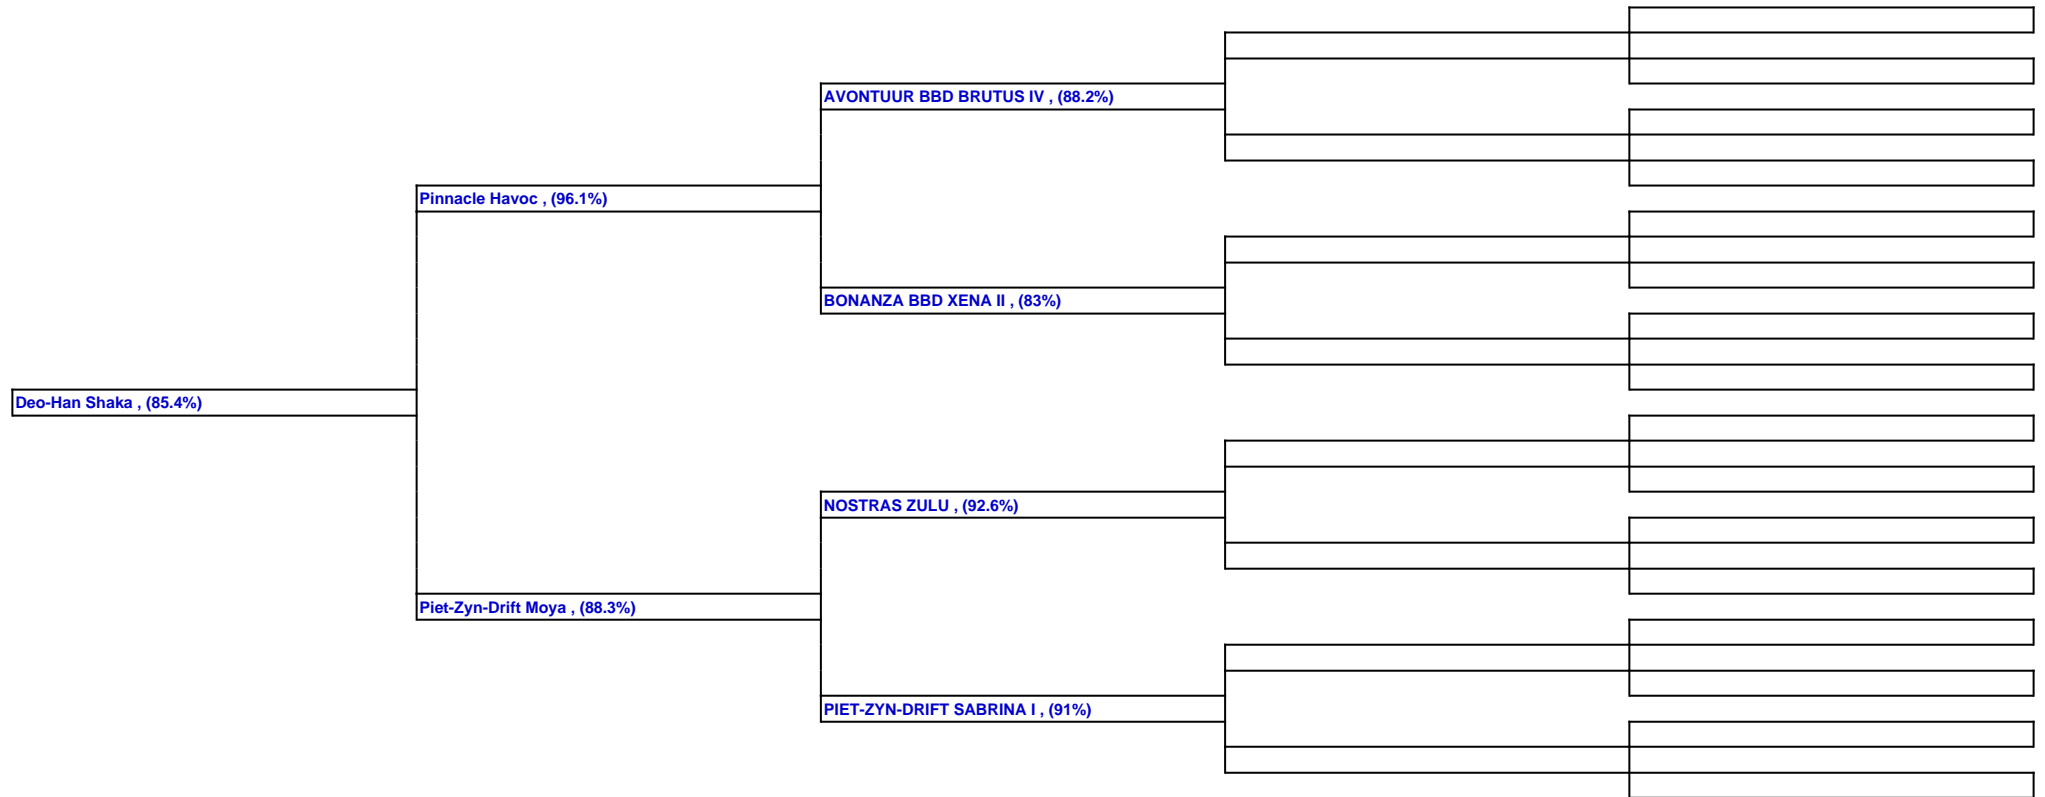 AVONTUUR BBD BRUTUS IV , (88.2%)
Pinnacle Havoc , (96.1%)
BONANZA BBD XENA II , (83%)
Deo-Han Shaka , (85.4%)
NOSTRAS ZULU , (92.6%)
Piet-Zyn-Drift Moya , (88.3%)
PIET-ZYN-DRIFT SABRINA I , (91%)